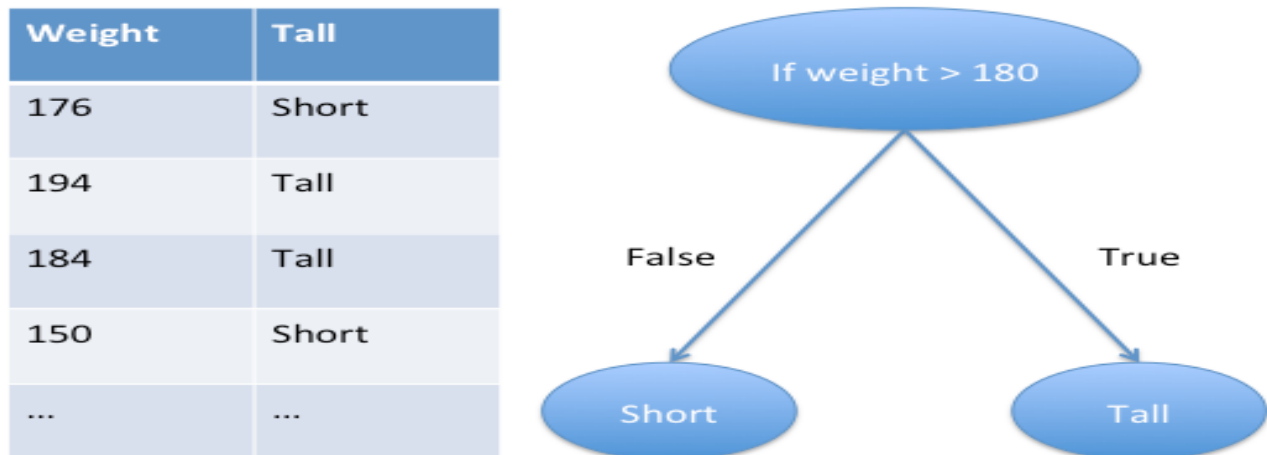 Weight Tall
176 Short
194 Tall
184 Tall
150 Short
... ...
If weight > 180
False True
Short Tall